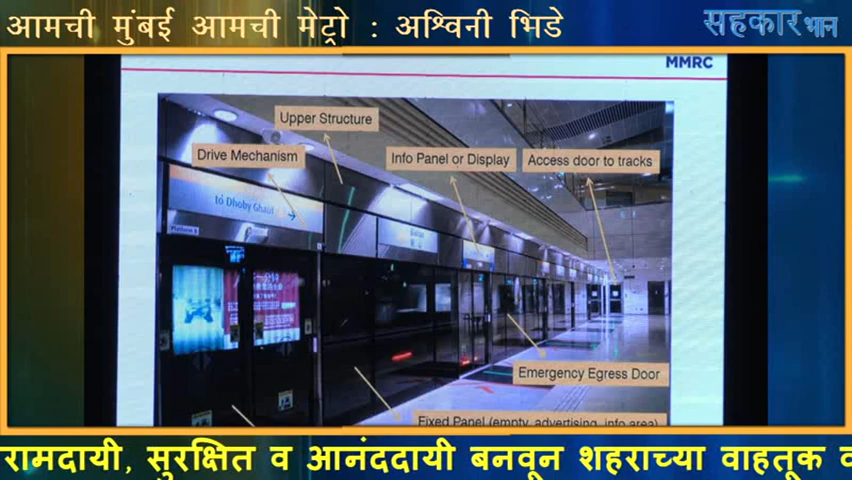 आमची मुंबई आमची मेट्रो : अश्विनी भिडे
सहकार भान
MMRC
Upper Structure
Drive Mechanism
Info Panel or Display
Access door to tracks
to Dhoby Ghaut
Platform
Emergency Egress Door
Fixed Panel (empty, advertising, info area)
रामदायी, सुरक्षित व आनंददायी बनवून शहराच्या वाहतूक व